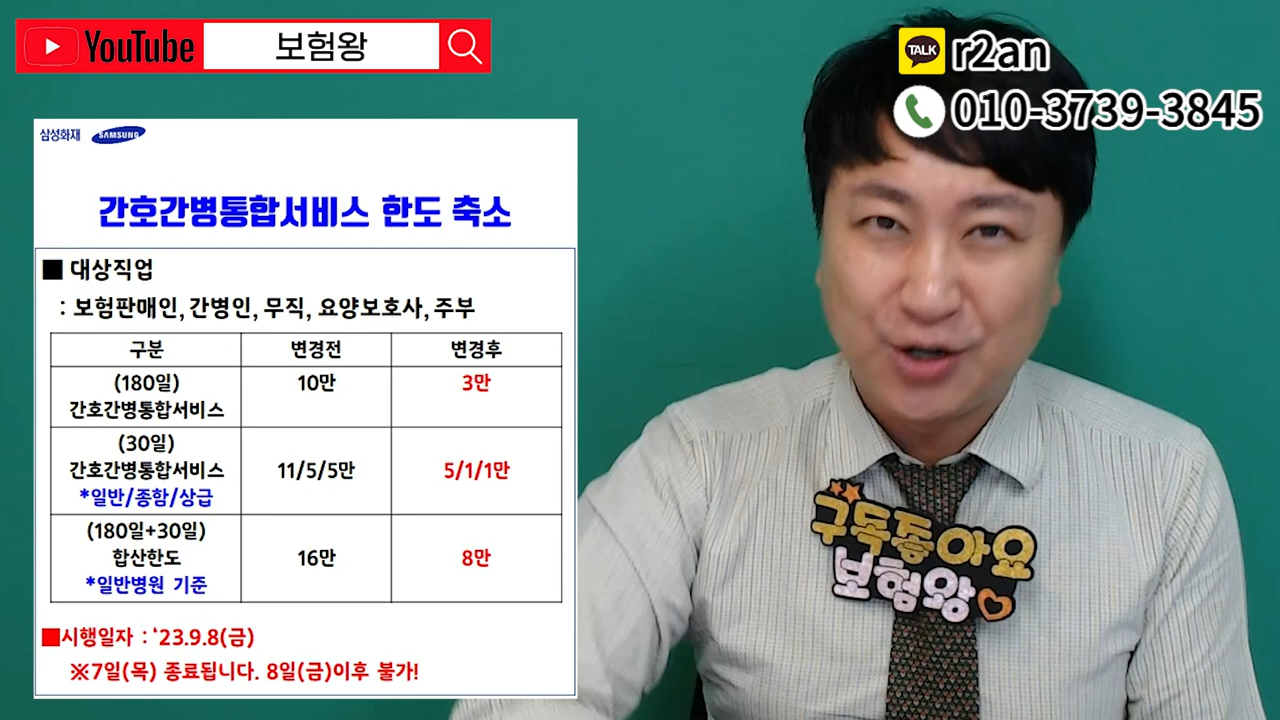 YouTube 보험왕
TALK r2an
010-3739-3845
삼성화재 SAMSUNG
간호간병통합서비스 한도 축소
■ 대상직업
: 보험판매인, 간병인, 무직, 요양보호사, 주부
구분 변경전 변경후
(180일)
간호간병통합서비스
10만 3만
(30일)
간호간병통합서비스
*일반/종합/상급
11/5/5만 5/1/1만
(180일+30일)
합산한도
*일반병원 기준
16만 8만
■시행일자 : ‘23.9.8(금)
※7일(목) 종료됩니다. 8일(금)이후 불가!
구독좋아요
보험왕